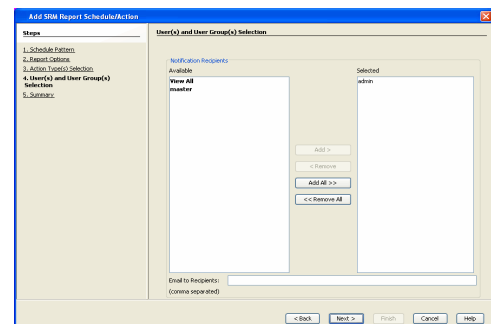 Add SRM Report Schedule/Action
Steps
1. Schedule Pattern
2. Report Options
3. Action Type(s) Selection
4. User(s) and User Group(s)
Selection
5. Summary
User(s) and User Group(s) Selection
Notification Recipients
Available
View All
master
Selected
admin
Add >
< Remove
Add All >>
<< Remove All
Email to Recipients:
(comma separated)
< Back
Next >
Finish
Cancel
Help